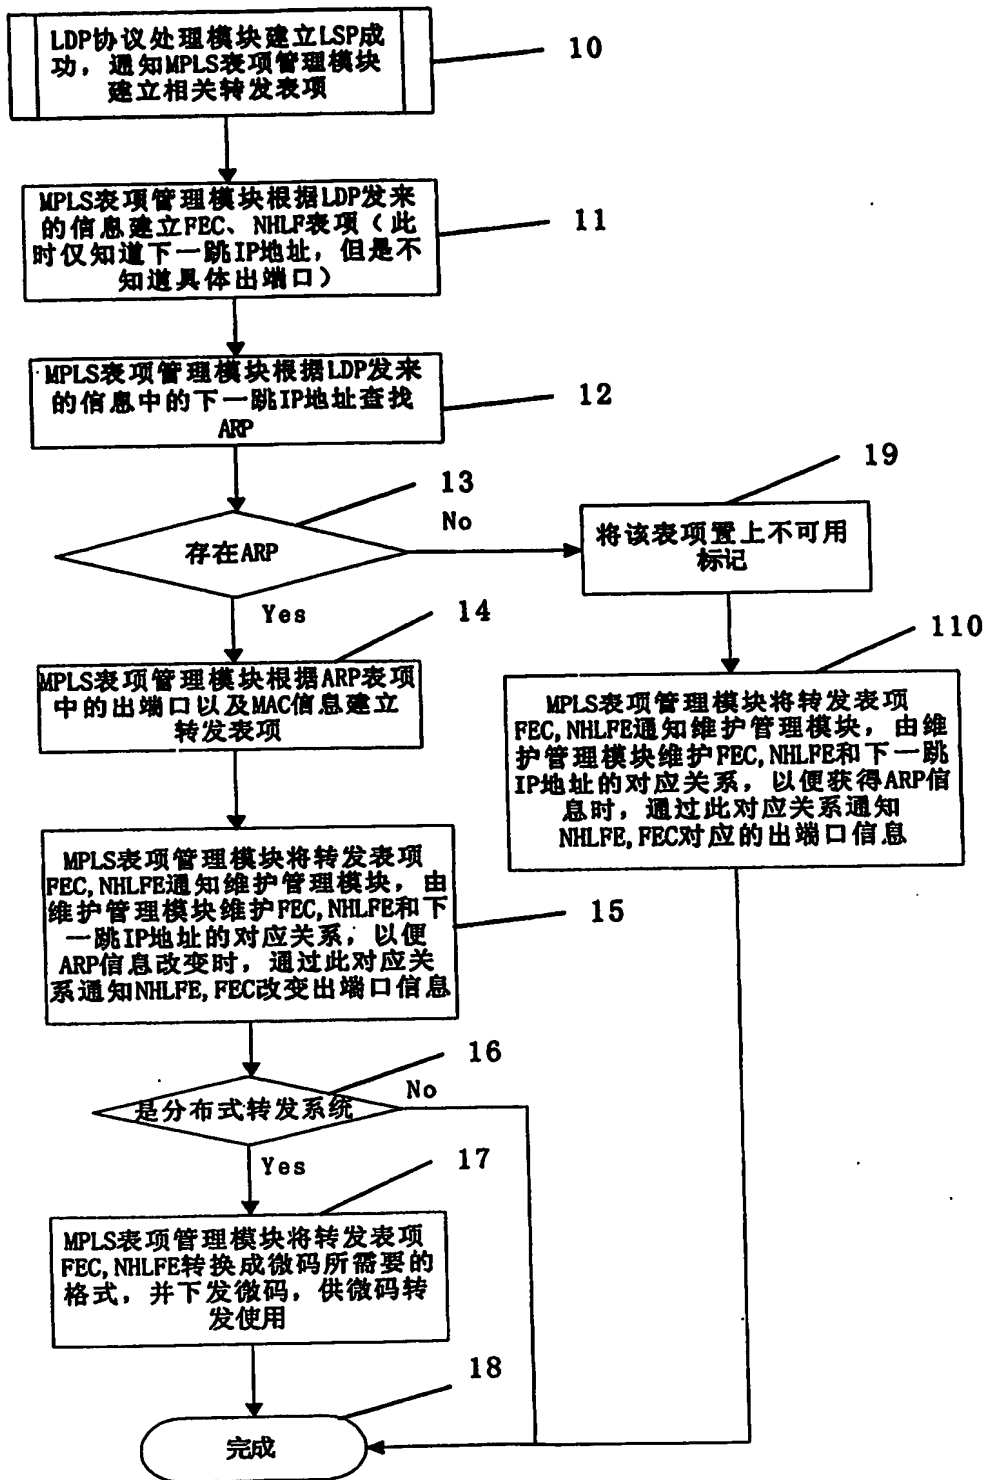 LDP协议处理模块建立LSP成
功，通知MPLS表项管理模块
建立相关转发表项
10
MPLS表项管理模块根据LDP发来
的信息建立FEC、NHLF表项（此
时仅知道下一跳IP地址，但是不
知道具体出端口）
11
MPLS表项管理模块根据LDP发来
的信息中的下一跳IP地址查找
ARP
12
13
存在ARP
No
Yes
19
将该表项置上不可用
标记
14
MPLS表项管理模块根据ARP表项
中的出端口以及MAC信息建立
转发表项
110
MPLS表项管理模块将转发表项
FEC,NHLFE通知维护管理模块，由维
护管理模块维护FEC,NHLFE和下一跳
IP地址的对应关系，以便获得ARP信
息时，通过此对应关系通知
NHLFE,FEC对应的出端口信息
MPLS表项管理模块将转发表项
FEC,NHLFE通知维护管理模块，由
维护管理模块维护FEC,NHLFE和下
一跳IP地址的对应关系，以便
ARP信息改变时，通过此对应关
系通知NHLFE,FEC改变出端口信息
15
16
是分布式转发系统
No
Yes
17
MPLS表项管理模块将转发表项
FEC,NHLFE转换成微码所需要的
格式，并下发微码，供微码转
发使用
18
完成